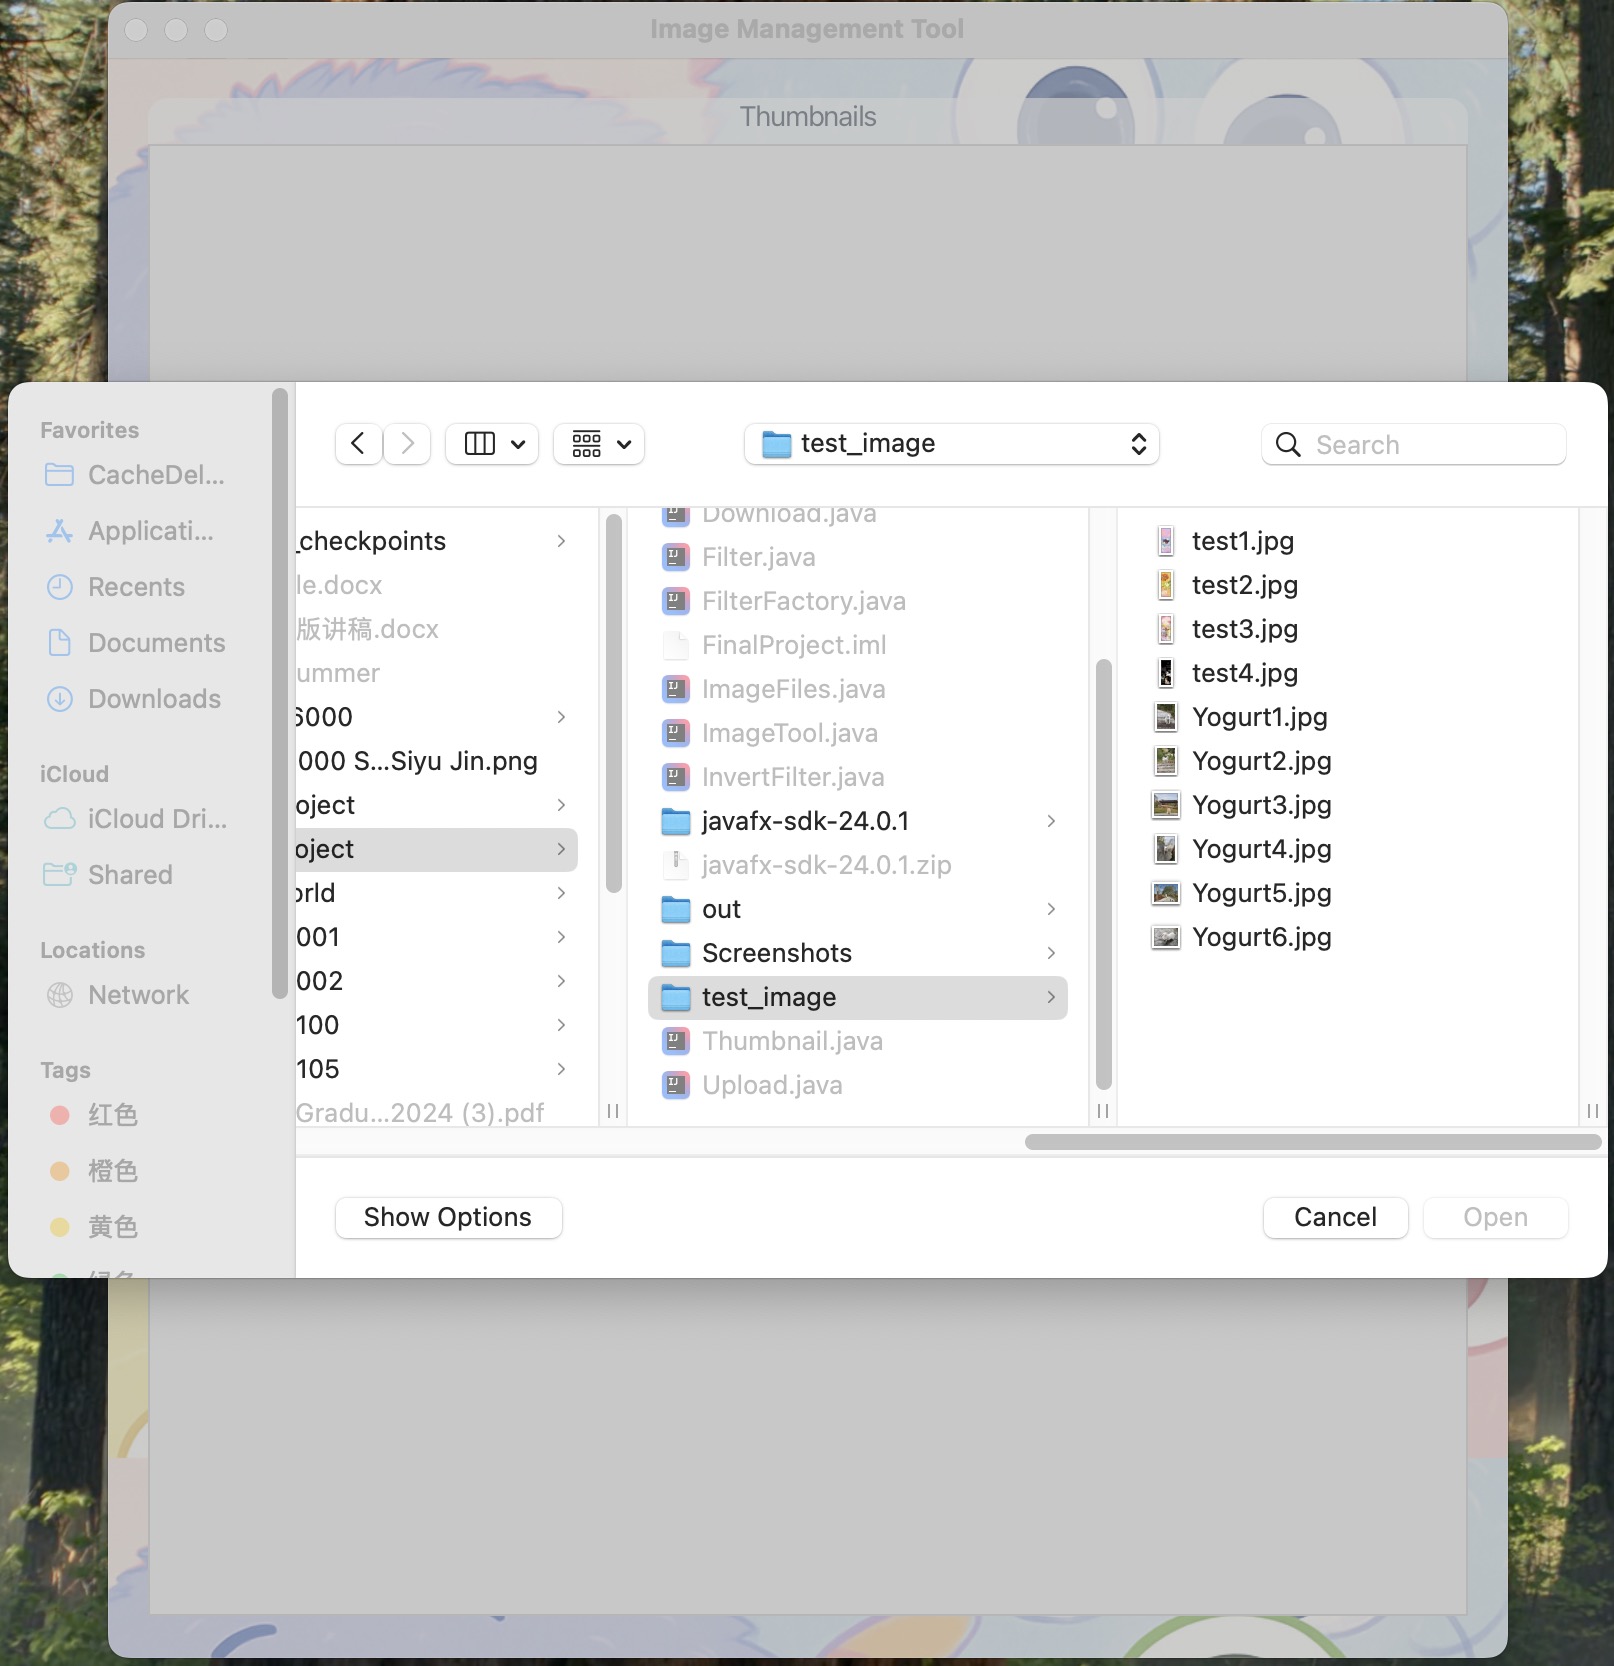 Image Management Tool
Thumbnails
Favorites
CacheDel...
Applicati...
Recents
Documents
Downloads
iCloud
iCloud Dri...
Shared
Locations
Network
Tags
红色
橙色
黄色
test_image
Search
_checkpoints
le.docx
版讲稿.docx
ummer
6000
000 S...Siyu Jin.png
oject
oject
orld
001
002
100
105
Gradu...2024 (3).pdf
Download.java
Filter.java
FilterFactory.java
FinalProject.iml
ImageFiles.java
ImageTool.java
InvertFilter.java
javafx-sdk-24.0.1
javafx-sdk-24.0.1.zip
out
Screenshots
test_image
Thumbnail.java
Upload.java
test1.jpg
test2.jpg
test3.jpg
test4.jpg
Yogurt1.jpg
Yogurt2.jpg
Yogurt3.jpg
Yogurt4.jpg
Yogurt5.jpg
Yogurt6.jpg
Show Options
Cancel
Open